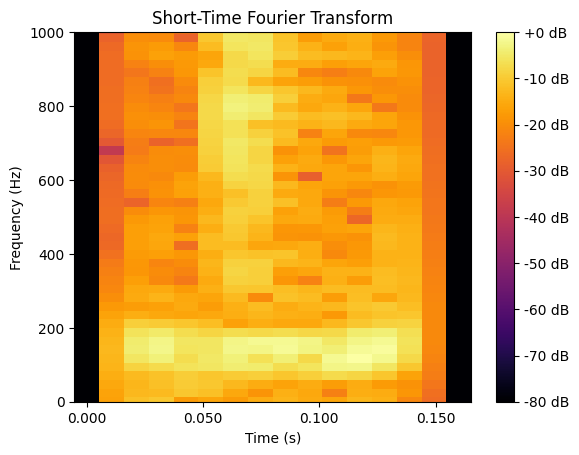 Short-Time Fourier Transform
1000
800
600
400
200
0
Frequency (Hz)
0.000
0.050
0.100
0.150
Time (s)
+0 dB
-10 dB
-20 dB
-30 dB
-40 dB
-50 dB
-60 dB
-70 dB
-80 dB